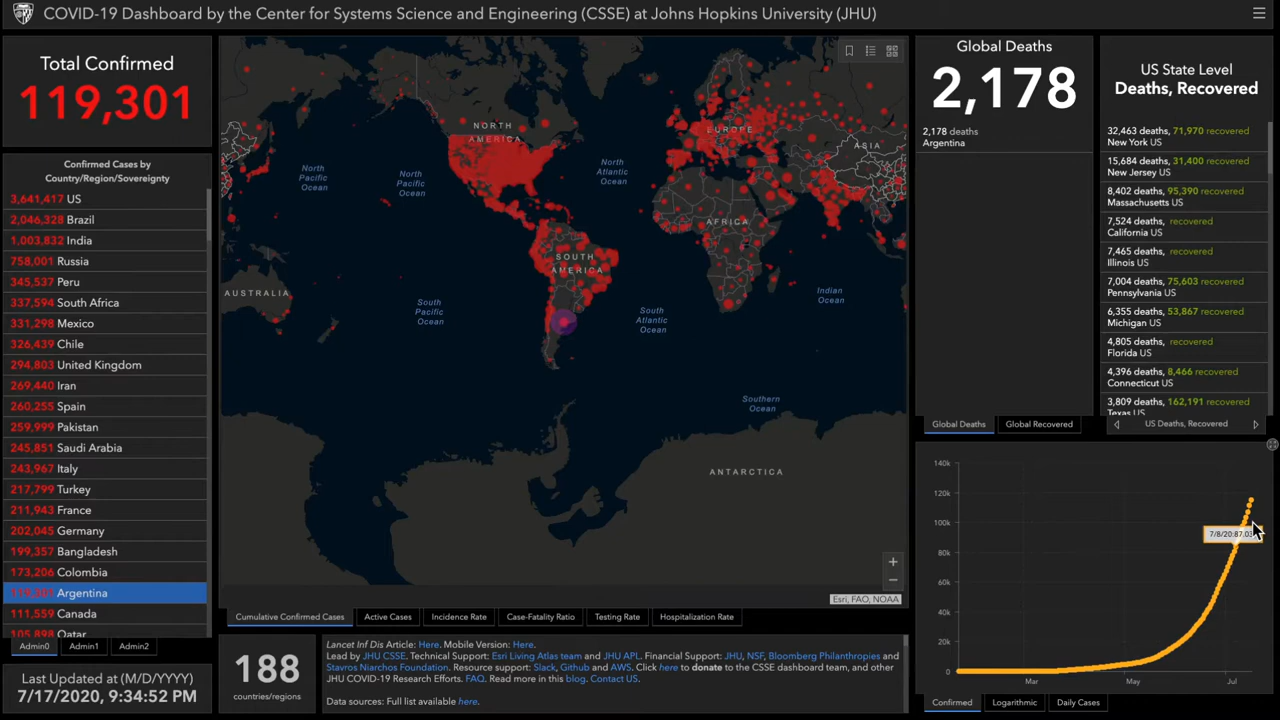 COVID-19 Dashboard by the Center for Systems Science and Engineering (CSSE) at Johns Hopkins University (JHU)
Total Confirmed
119,301
Confirmed Cases by
Country/Region/Sovereignty
3,641,417 US
2,046,328 Brazil
1,003,832 India
758,001 Russia
345,537 Peru
337,594 South Africa
331,298 Mexico
326,439 Chile
294,803 United Kingdom
269,440 Iran
260,255 Spain
259,999 Pakistan
245,851 Saudi Arabia
243,967 Italy
217,799 Turkey
211,943 France
202,045 Germany
199,357 Bangladesh
173,206 Colombia
119,301 Argentina
111,559 Canada
105,898 Qatar
Admin0
Admin1
Admin2
Last Updated at (M/D/YYYY)
7/17/2020, 9:34:52 PM
NORTH
AMERICA
EUROPE
ASIA
North
Pacific
Ocean
North
Pacific
Ocean
North
Atlantic
Ocean
AFRICA
SOUTH
AMERICA
AUSTRALIA
South
Pacific
Ocean
South
Atlantic
Ocean
Indian
Ocean
Southern
Ocean
ANTARCTICA
+
−
Esri, FAO, NOAA
Cumulative Confirmed Cases
Active Cases
Incidence Rate
Case-Fatality Ratio
Testing Rate
Hospitalization Rate
188
countries/regions
Lancet Inf Dis Article: Here. Mobile Version: Here.
Lead by JHU CSSE. Technical Support: Esri Living Atlas team and JHU APL. Financial Support: JHU, NSF, Bloomberg Philanthropies and
Stavros Niarchos Foundation. Resource support: Slack, Github and AWS. Click here to donate to the CSSE dashboard team, and other
JHU COVID-19 Research Efforts. FAQ. Read more in this blog. Contact US.
Data sources: Full list available here.
Global Deaths
2,178
2,178 deaths
Argentina
Global Deaths
Global Recovered
US State Level
Deaths, Recovered
32,463 deaths, 71,970 recovered
New York US
15,684 deaths, 31,400 recovered
New Jersey US
8,402 deaths, 95,390 recovered
Massachusetts US
7,524 deaths, recovered
California US
7,465 deaths, recovered
Illinois US
7,004 deaths, 75,603 recovered
Pennsylvania US
6,355 deaths, 53,867 recovered
Michigan US
4,805 deaths, recovered
Florida US
4,396 deaths, 8,466 recovered
Connecticut US
3,809 deaths, 162,191 recovered
Texas US
US Deaths, Recovered
140k
120k
100k
80k
60k
40k
20k
0
Mar
May
Jul
Confirmed
Logarithmic
Daily Cases